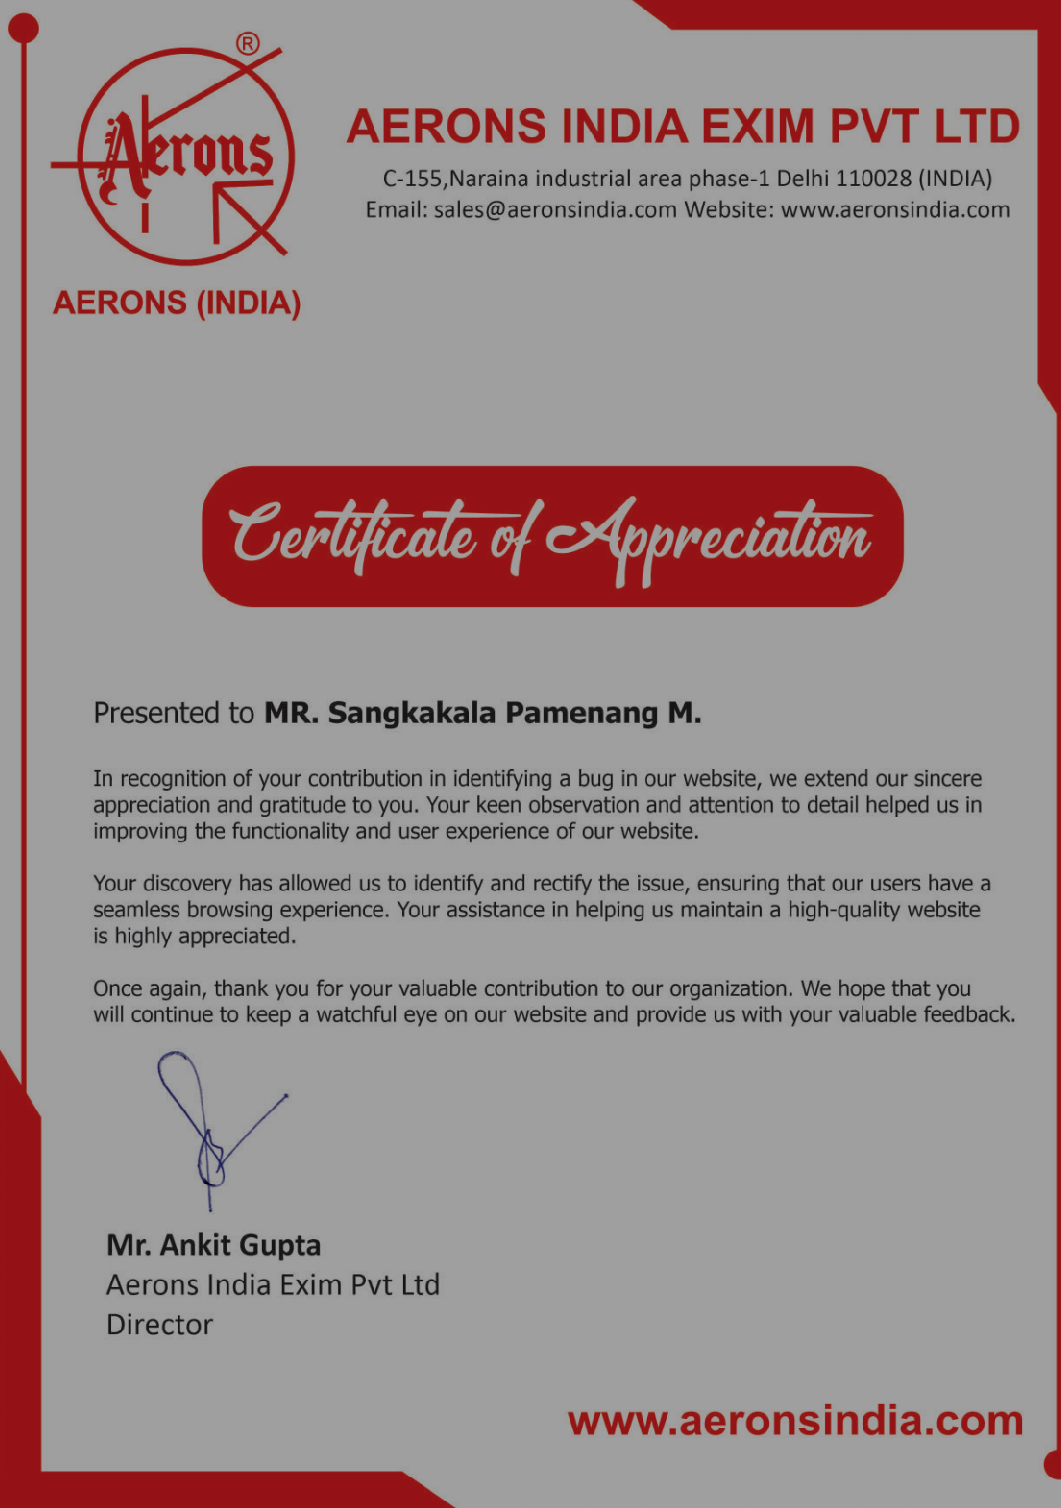 ®
Aerons
AERONS (INDIA)
AERONS INDIA EXIM PVT LTD
C-155,Naraina industrial area phase-1 Delhi 110028 (INDIA)
Email: sales@aeronsindia.com Website: www.aeronsindia.com
Certificate of Appreciation
Presented to MR. Sangkakala Pamenang M.
In recognition of your contribution in identifying a bug in our website, we extend our sincere
appreciation and gratitude to you. Your keen observation and attention to detail helped us in
improving the functionality and user experience of our website.
Your discovery has allowed us to identify and rectify the issue, ensuring that our users have a
seamless browsing experience. Your assistance in helping us maintain a high-quality website
is highly appreciated.
Once again, thank you for your valuable contribution to our organization. We hope that you
will continue to keep a watchful eye on our website and provide us with your valuable feedback.
Mr. Ankit Gupta
Aerons India Exim Pvt Ltd
Director
www.aeronsindia.com